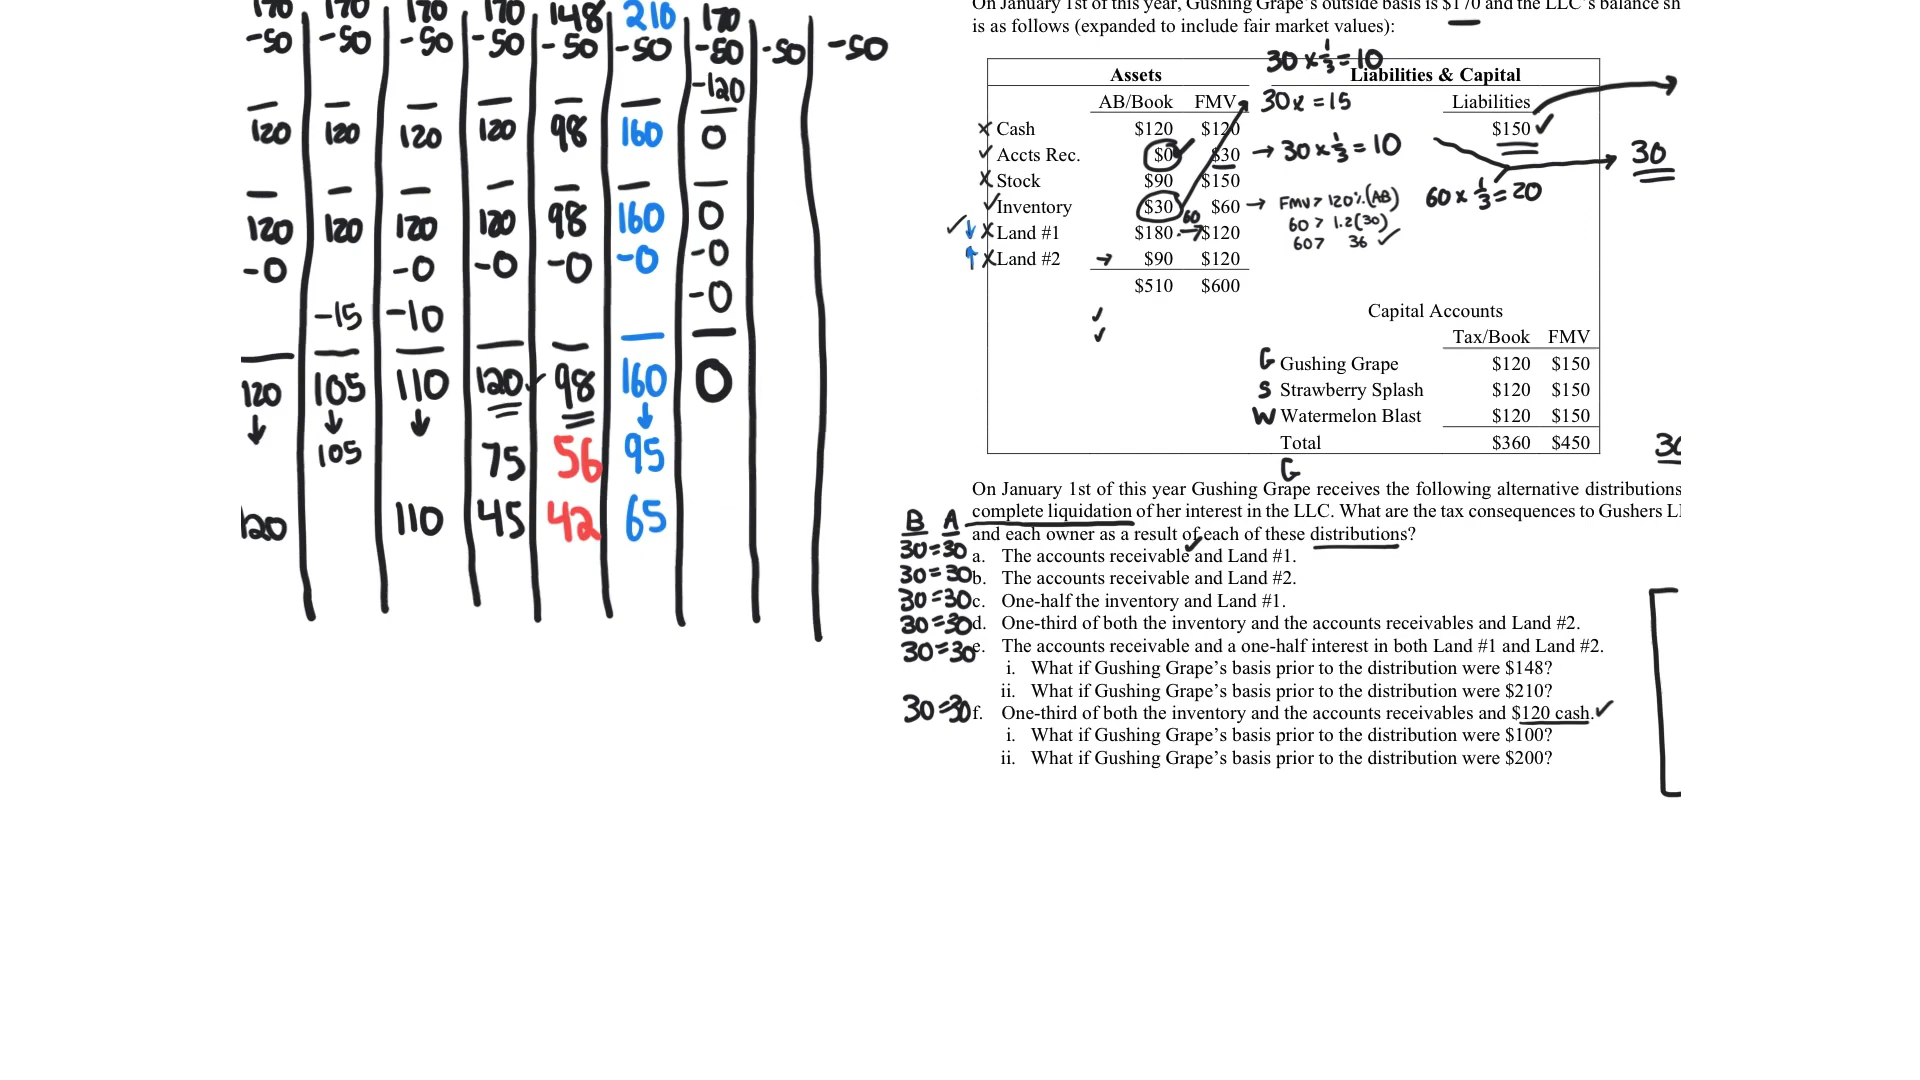 170 170 170 170 148 210 170
-50 -50 -50 -50 -50 -50 -50 -50 -50
-120
120 120 120 120 98 160 0
120 120 120 120 98 160 0
-0 -0 -0 -0 -0 -0
-15 -10 -0
120 105 110 120 98 160 0
105 75 56 95
120 110 45 42 65
On January 1st of this year, Gushing Grape's outside basis is $170 and the LLC's balance sh
is as follows (expanded to include fair market values):
30 x 1/3 = 10
Assets Liabilities & Capital
AB/Book FMV 30x = 15 Liabilities
Cash $120 $120 $150
Accts Rec. $0 $30 → 30 x 1/3 = 10 30
Stock $90 $150
Inventory $30 $60 → FMV > 120% (AB) 60 x 1/3 = 20
60 60 > 1.2(30)
Land #1 $180 $120 60 > 36
Land #2 $90 $120
$510 $600
Capital Accounts
Tax/Book FMV
G Gushing Grape $120 $150
S Strawberry Splash $120 $150
W Watermelon Blast $120 $150
Total $360 $450
G
On January 1st of this year Gushing Grape receives the following alternative distributions
complete liquidation of her interest in the LLC. What are the tax consequences to Gushers Ll
B A and each owner as a result of each of these distributions?
30=30 a. The accounts receivable and Land #1.
30=30 b. The accounts receivable and Land #2.
30=30 c. One-half the inventory and Land #1.
30=30 d. One-third of both the inventory and the accounts receivables and Land #2.
30=30 e. The accounts receivable and a one-half interest in both Land #1 and Land #2.
i. What if Gushing Grape's basis prior to the distribution were $148?
ii. What if Gushing Grape's basis prior to the distribution were $210?
30=30 f. One-third of both the inventory and the accounts receivables and $120 cash.
i. What if Gushing Grape's basis prior to the distribution were $100?
ii. What if Gushing Grape's basis prior to the distribution were $200?